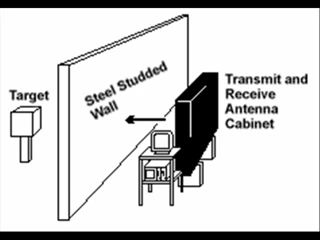 Target
Steel Studded
Wall
Transmit and
Receive
Antenna
Cabinet